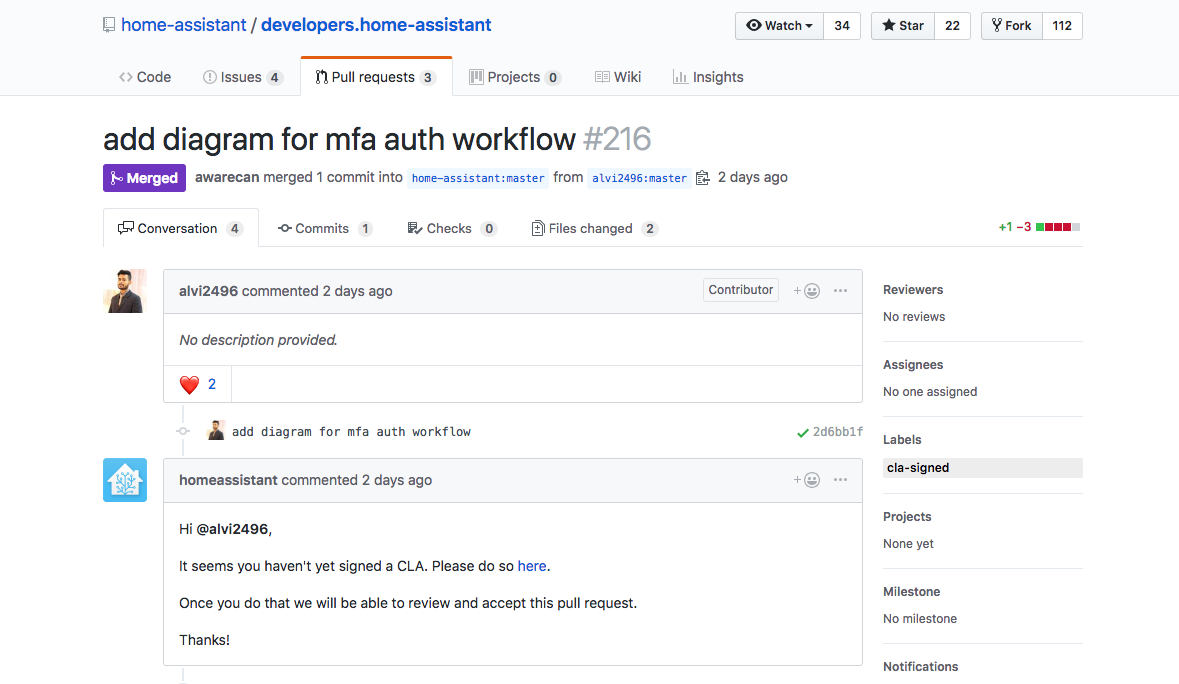 home-assistant / developers.home-assistant
Watch 34 Star 22 Fork 112
Code Issues 4 Pull requests 3 Projects 0 Wiki Insights
add diagram for mfa auth workflow #216
Merged awarecan merged 1 commit into home-assistant:master from alvi2496:master 2 days ago
Conversation 4 Commits 1 Checks 0 Files changed 2 +1 −3
alvi2496 commented 2 days ago Contributor + ...
No description provided.
2
add diagram for mfa auth workflow 2d6bb1f
homeassistant commented 2 days ago + ...
Hi @alvi2496,
It seems you haven't yet signed a CLA. Please do so here.
Once you do that we will be able to review and accept this pull request.
Thanks!
Reviewers
No reviews
Assignees
No one assigned
Labels
cla-signed
Projects
None yet
Milestone
No milestone
Notifications